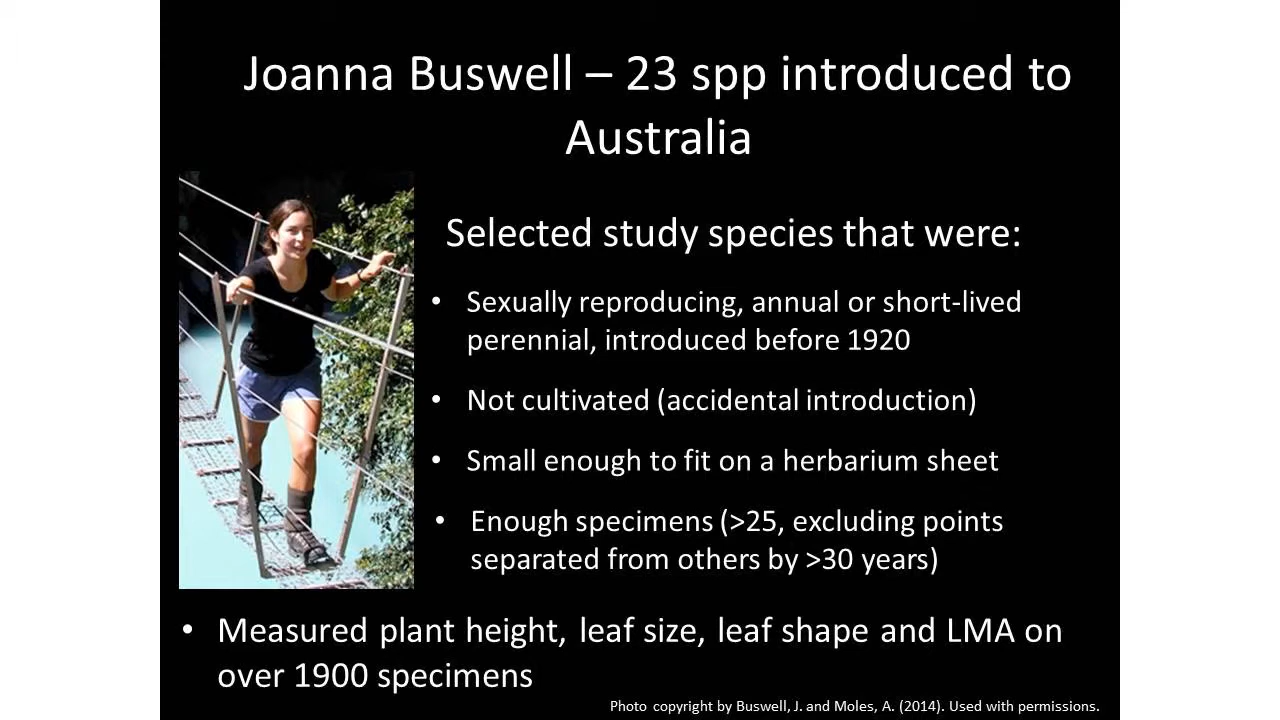 Joanna Buswell – 23 spp introduced to
Australia
Selected study species that were:
• Sexually reproducing, annual or short-lived
perennial, introduced before 1920
• Not cultivated (accidental introduction)
• Small enough to fit on a herbarium sheet
• Enough specimens (>25, excluding points
separated from others by >30 years)
• Measured plant height, leaf size, leaf shape and LMA on
over 1900 specimens
Photo copyright by Buswell, J. and Moles, A. (2014). Used with permissions.